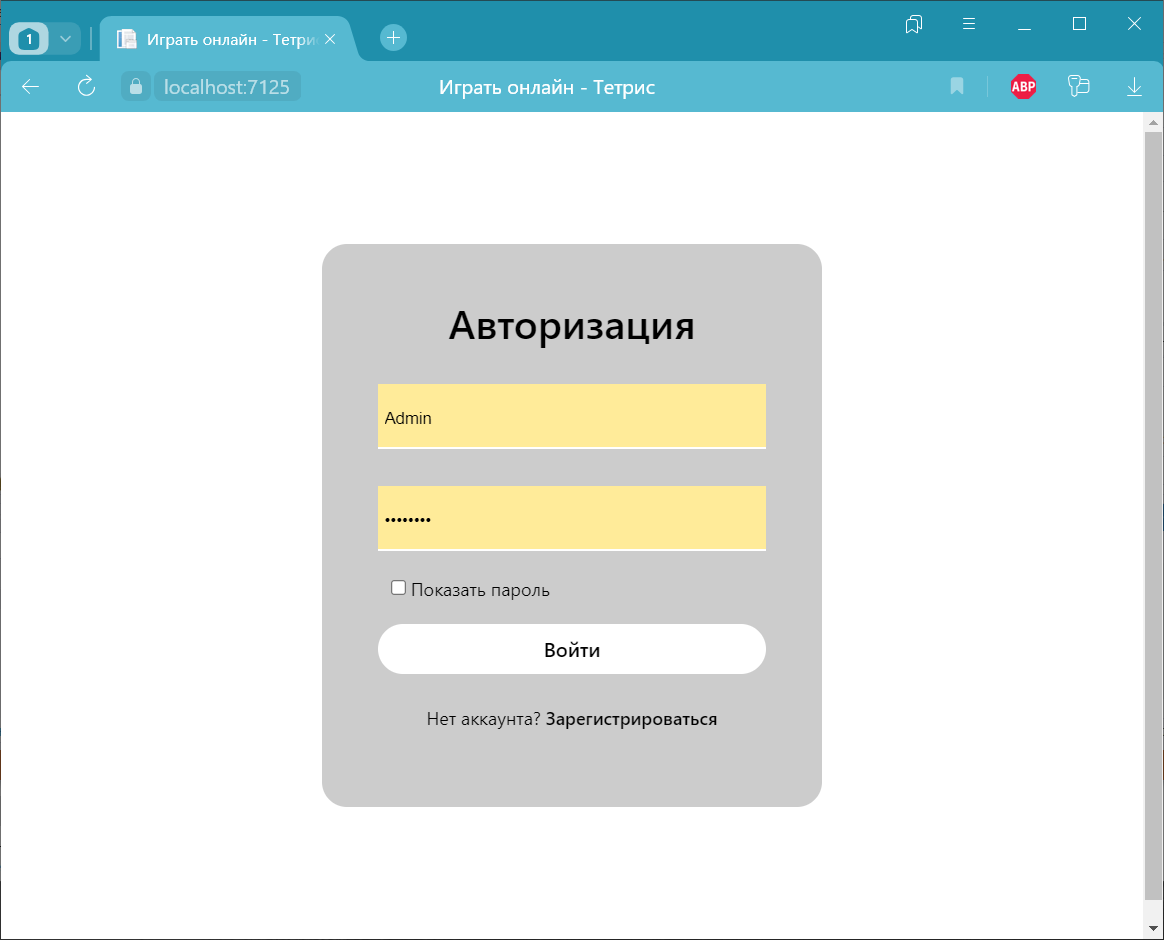 1
Играть онлайн - Тетри
localhost:7125
Играть онлайн - Тетрис
ABP
Авторизация
Admin
••••••••
Показать пароль
Войти
Нет аккаунта? Зарегистрироваться